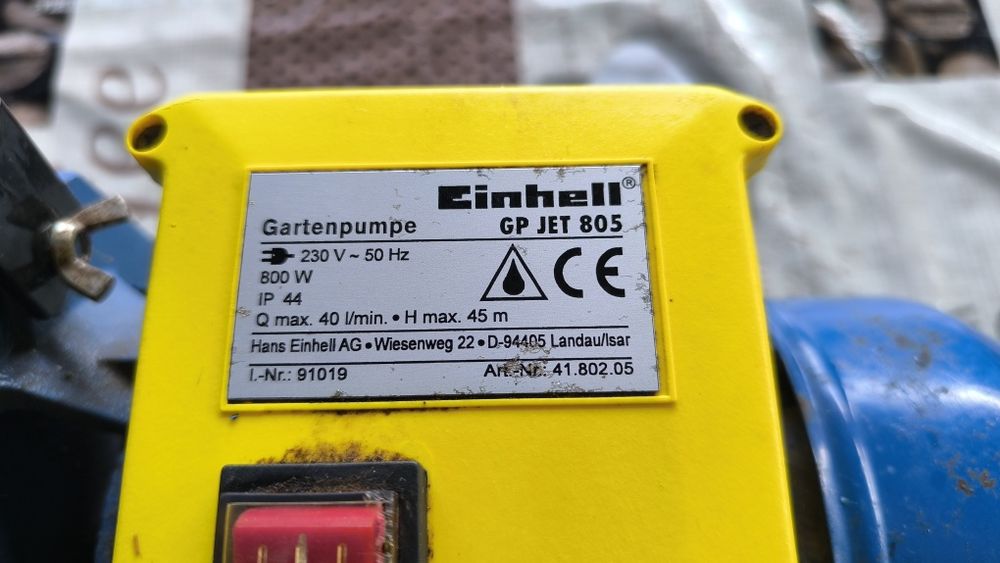 Einhell®
Gartenpumpe GP JET 805
230 V ~ 50 Hz
800 W
CE
IP 44
Q max. 40 l/min. • H max. 45 m
Hans Einhell AG • Wiesenweg 22 • D-94405 Landau/Isar
I.-Nr.: 91019 Art.-Nr.: 41.802.05